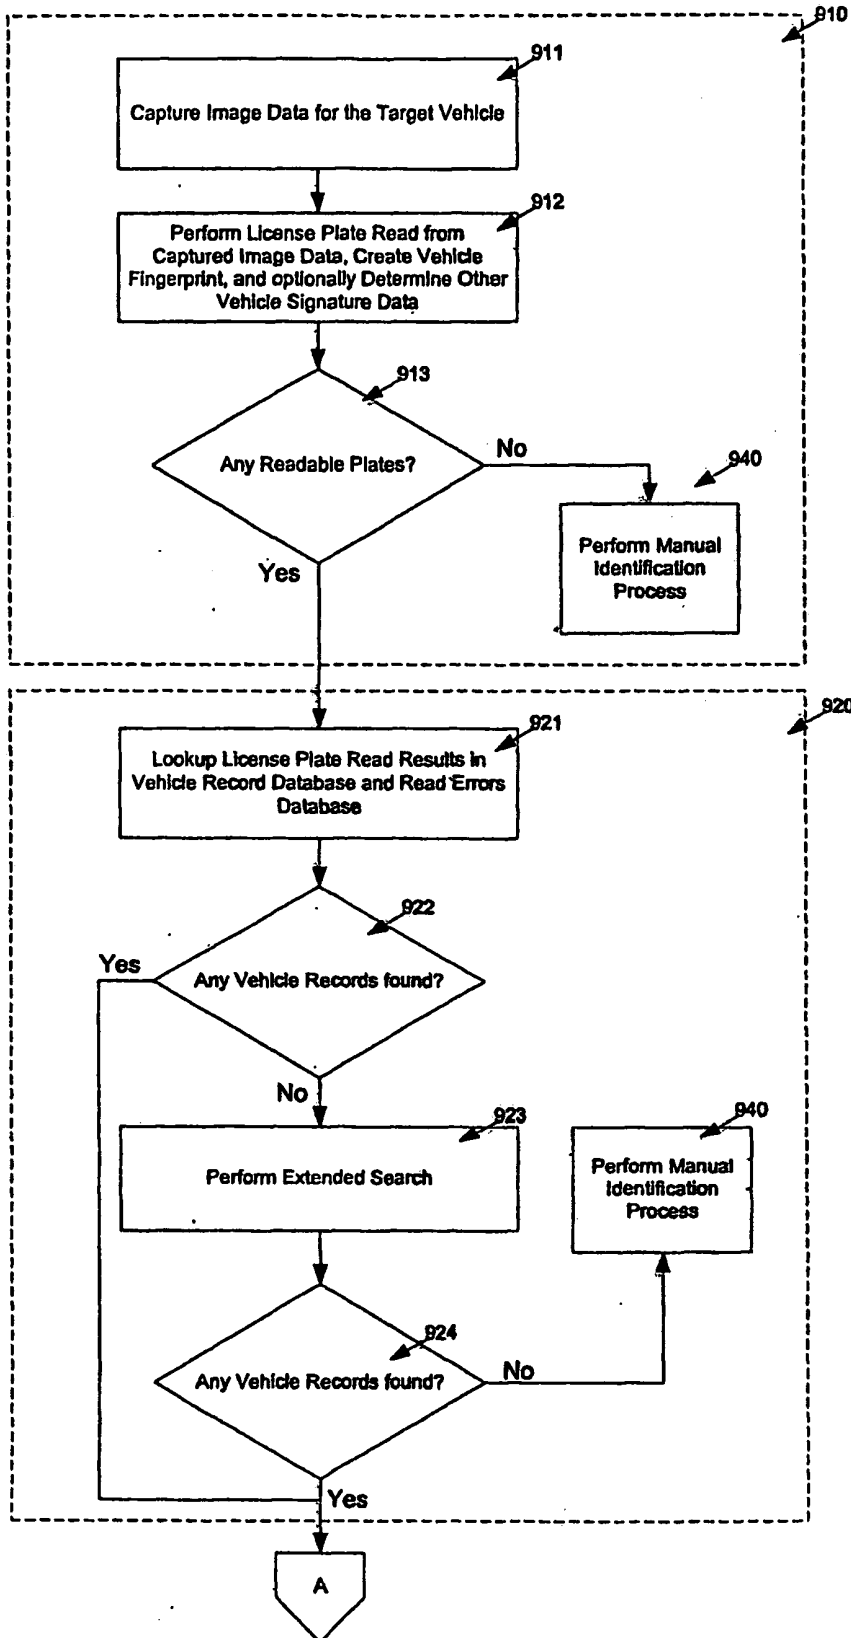 910
911
Capture Image Data for the Target Vehicle
912
Perform License Plate Read from
Captured Image Data, Create Vehicle
Fingerprint, and optionally Determine Other
Vehicle Signature Data
913
Any Readable Plates?
No
940
Perform Manual
Identification
Process
Yes
920
921
Lookup License Plate Read Results in
Vehicle Record Database and Read Errors
Database
922
Yes
Any Vehicle Records found?
No
923
Perform Extended Search
940
Perform Manual
Identification
Process
924
Any Vehicle Records found?
No
Yes
A